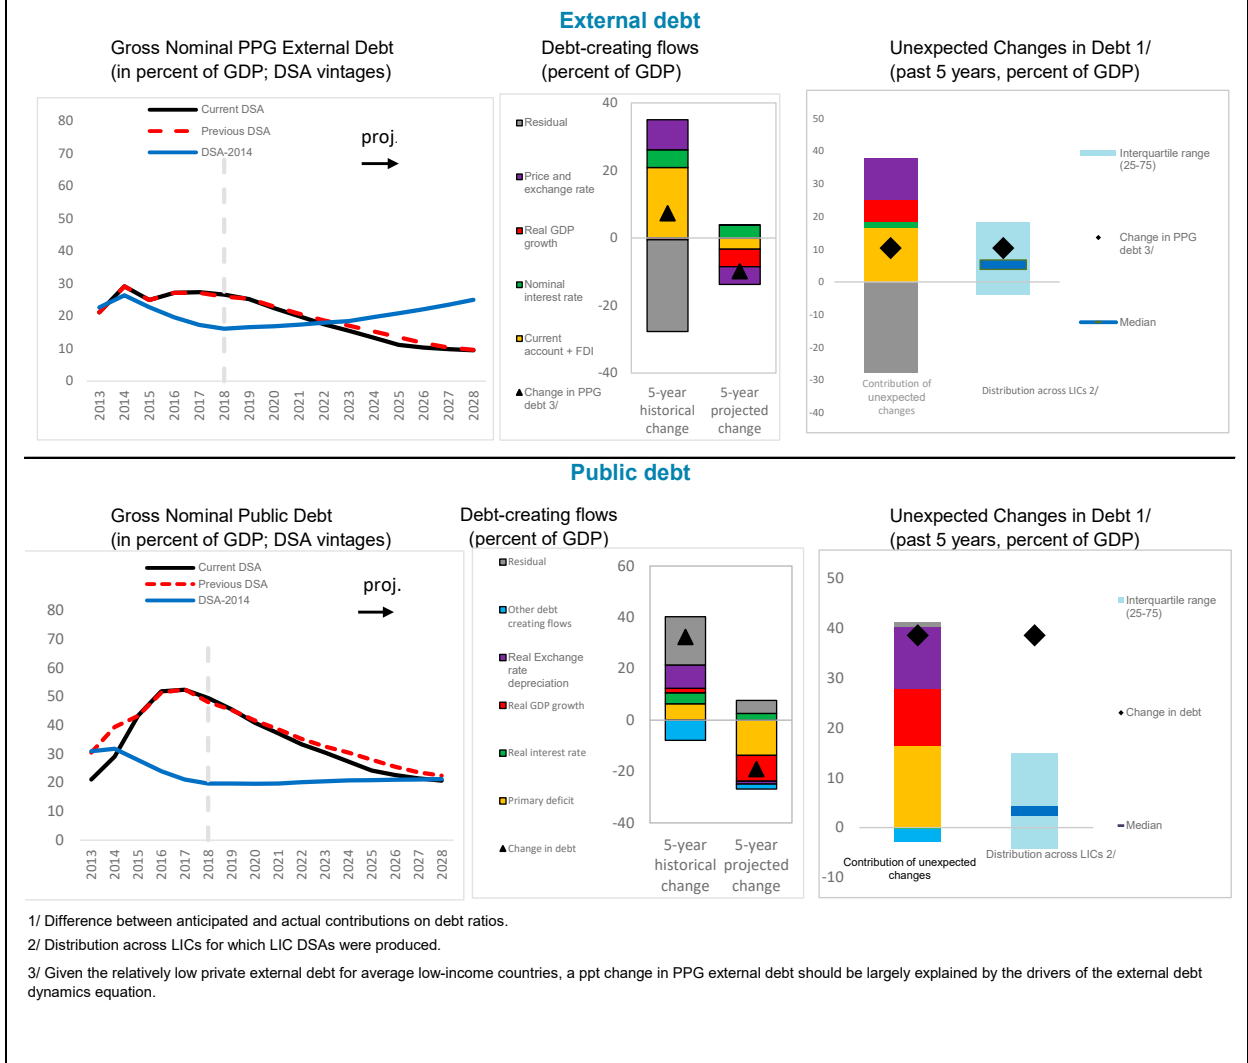 External debt
Gross Nominal PPG External Debt
(in percent of GDP; DSA vintages)
Current DSA
Previous DSA
DSA-2014
proj.
80
70
60
50
40
30
20
10
0
2013
2014
2015
2016
2017
2018
2019
2020
2021
2022
2023
2024
2025
2026
2027
2028
Debt-creating flows
(percent of GDP)
Residual
Price and
exchange rate
Real GDP
growth
Nominal
interest rate
Current
account + FDI
Change in PPG
debt 3/
40
20
0
-20
-40
5-year
historical
change
5-year
projected
change
Unexpected Changes in Debt 1/
(past 5 years, percent of GDP)
50
40
30
20
10
0
-10
-20
-30
-40
Contribution of
unexpected
changes
Distribution across LICs 2/
Interquartile range
(25-75)
Change in PPG
debt 3/
Median
Public debt
Gross Nominal Public Debt
(in percent of GDP; DSA vintages)
Current DSA
Previous DSA
DSA-2014
proj.
80
70
60
50
40
30
20
10
0
2013
2014
2015
2016
2017
2018
2019
2020
2021
2022
2023
2024
2025
2026
2027
2028
Debt-creating flows
(percent of GDP)
Residual
Other debt
creating flows
Real Exchange
rate
depreciation
Real GDP growth
Real interest rate
Primary deficit
Change in debt
60
40
20
0
-20
-40
5-year
historical
change
5-year
projected
change
Unexpected Changes in Debt 1/
(past 5 years, percent of GDP)
50
40
30
20
10
0
-10
Contribution of unexpected
changes
Distribution across LICs 2/
Interquartile range
(25-75)
Change in debt
Median
1/ Difference between anticipated and actual contributions on debt ratios.
2/ Distribution across LICs for which LIC DSAs were produced.
3/ Given the relatively low private external debt for average low-income countries, a ppt change in PPG external debt should be largely explained by the drivers of the external debt
dynamics equation.